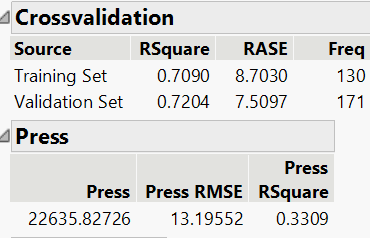 Crossvalidation
Source RSquare RASE Freq
Training Set 0.7090 8.7030 130
Validation Set 0.7204 7.5097 171
Press
Press
Press Press RMSE RSquare
22635.82726 13.19552 0.3309